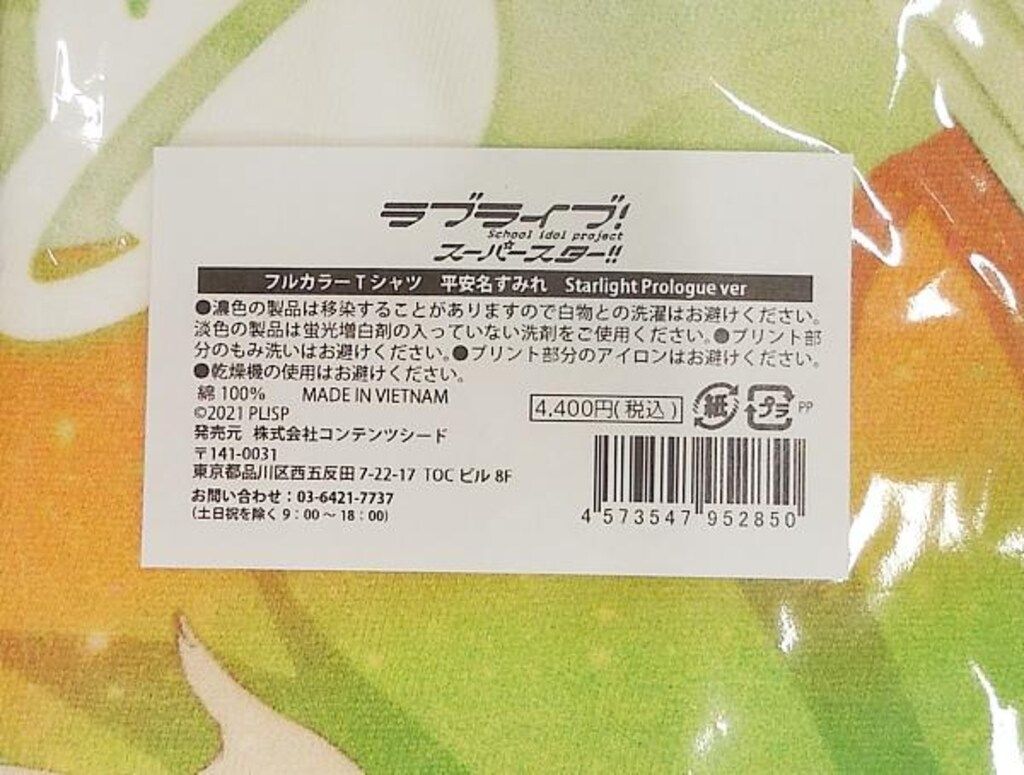 ラブライブ!
School idol project
スーパースター!!
フルカラーTシャツ 平安名すみれ Starlight Prologue ver
●濃色の製品は移染することがありますので白物との洗濯はお避けください。
淡色の製品は蛍光増白剤の入っていない洗剤をご使用ください。●プリント部
分のもみ洗いはお避けください。●プリント部分のアイロンはお避けください。
●乾燥機の使用はお避けください。
綿 100% MADE IN VIETNAM
©2021 PL!SP
4,400円(税込) 紙 プラ PP
発売元 株式会社コンテンツシード
〒141-0031
東京都品川区西五反田 7-22-17 TOC ビル 8F
お問い合わせ：03-6421-7737
(土日祝を除く 9：00 〜 18：00)
4 573547 952850